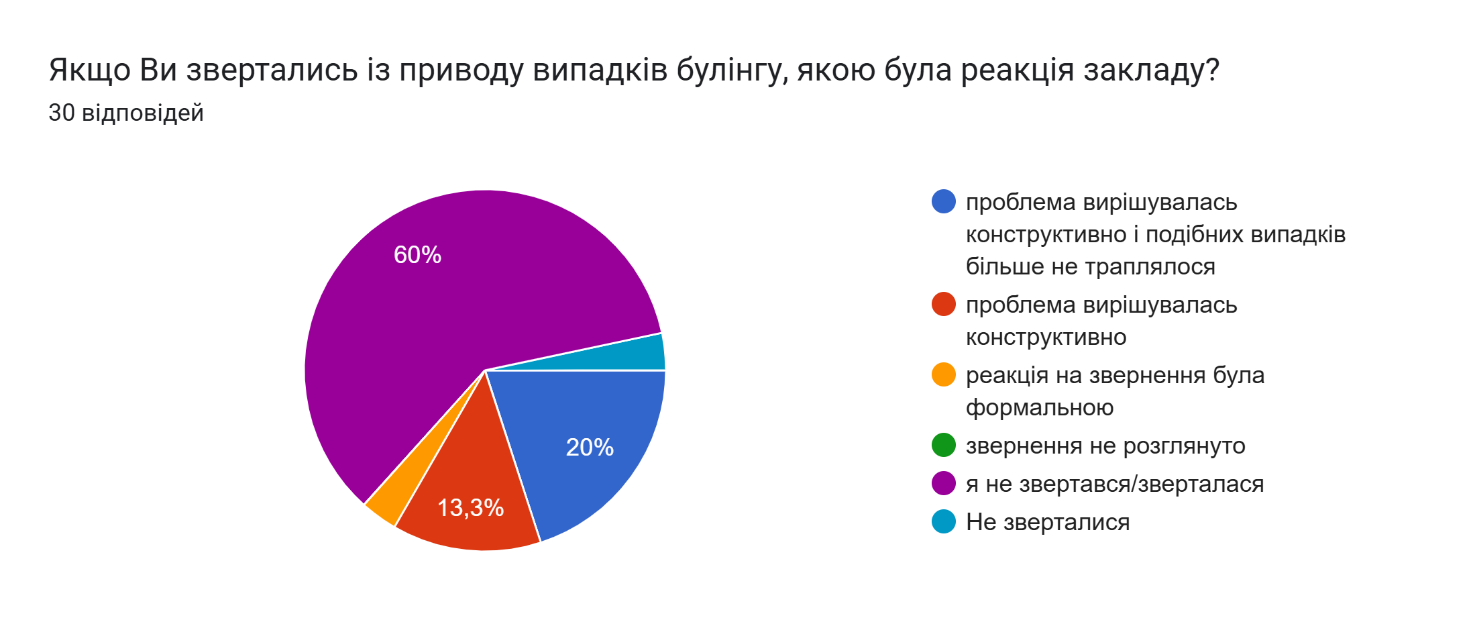 Якщо Ви звертались із приводу випадків булінгу, якою була реакція закладу?
30 відповідей
60%
20%
13,3%
проблема вирішувалась
конструктивно і подібних випадків
більше не траплялося
проблема вирішувалась
конструктивно
реакція на звернення була
формальною
звернення не розглянуто
я не звертався/зверталася
Не зверталися